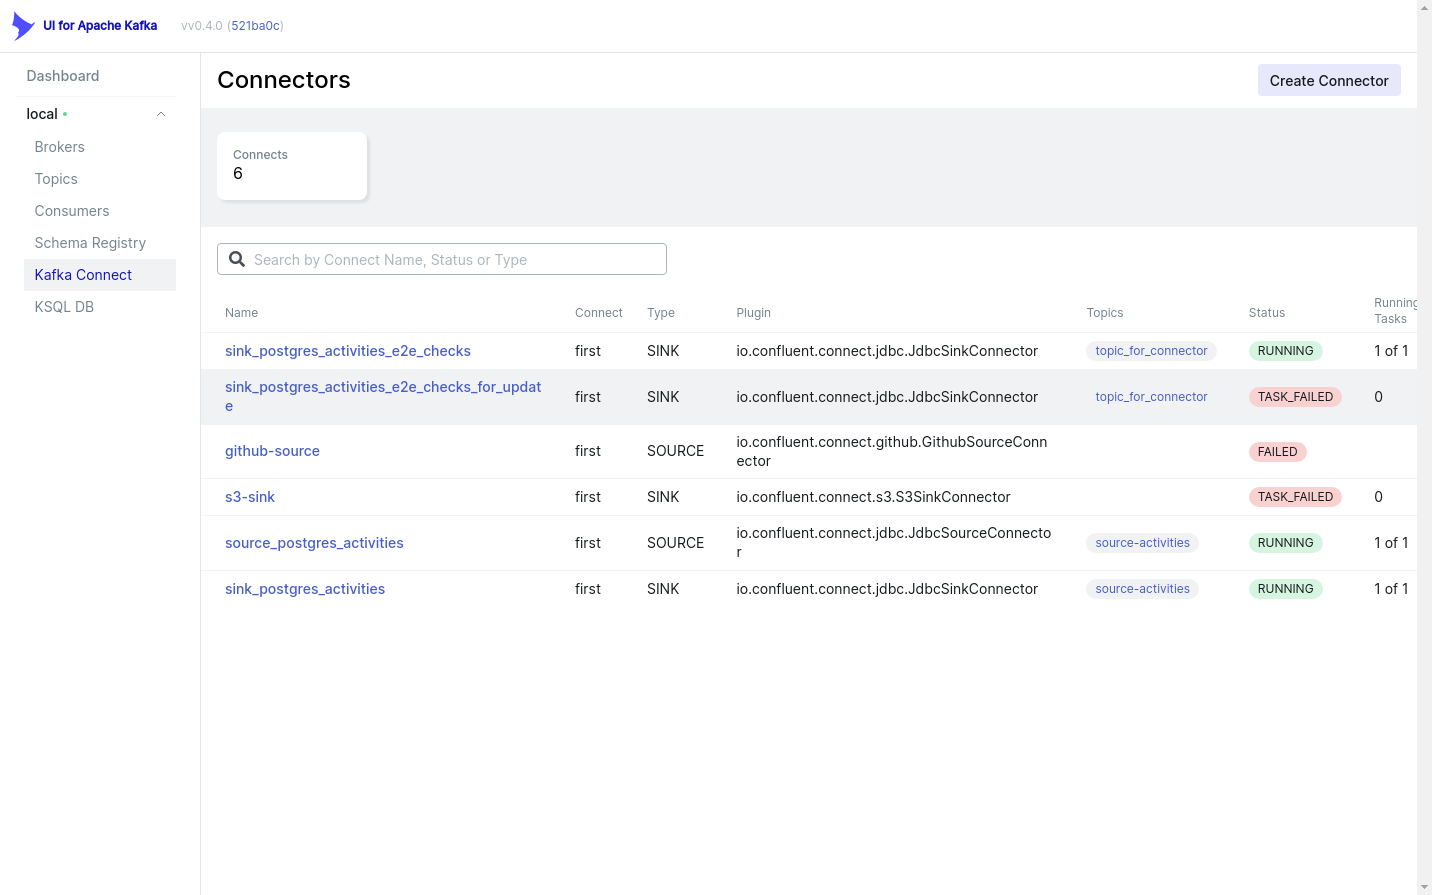 UI for Apache Kafka vv0.4.0 (521ba0c)
Dashboard
local
Brokers
Topics
Consumers
Schema Registry
Kafka Connect
KSQL DB
Connectors
Create Connector
Connects
6
Search by Connect Name, Status or Type
Name Connect Type Plugin Topics Status Running
Tasks
sink_postgres_activities_e2e_checks first SINK io.confluent.connect.jdbc.JdbcSinkConnector topic_for_connector RUNNING 1 of 1
sink_postgres_activities_e2e_checks_for_updat
e
first SINK io.confluent.connect.jdbc.JdbcSinkConnector topic_for_connector TASK_FAILED 0
github-source first SOURCE io.confluent.connect.github.GithubSourceConn
ector
FAILED
s3-sink first SINK io.confluent.connect.s3.S3SinkConnector TASK_FAILED 0
source_postgres_activities first SOURCE io.confluent.connect.jdbc.JdbcSourceConnecto
r
source-activities RUNNING 1 of 1
sink_postgres_activities first SINK io.confluent.connect.jdbc.JdbcSinkConnector source-activities RUNNING 1 of 1